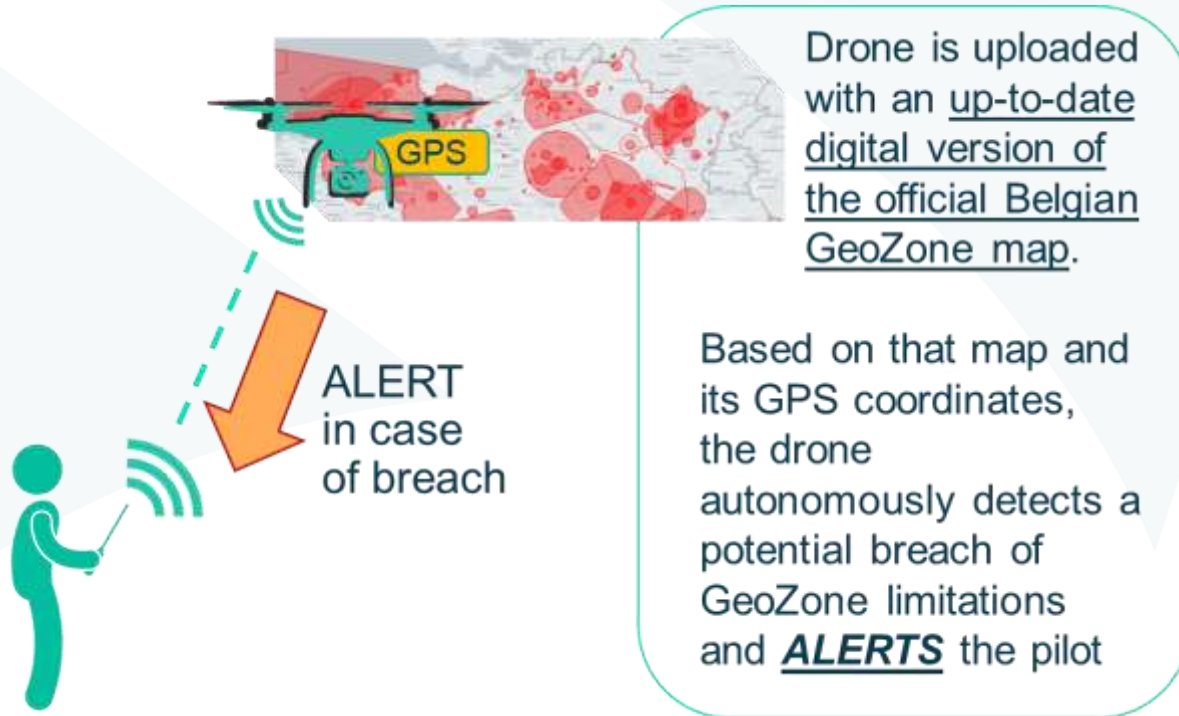 GPS
ALERT
in case
of breach
Drone is uploaded
with an up-to-date
digital version of
the official Belgian
GeoZone map.
Based on that map and
its GPS coordinates,
the drone
autonomously detects a
potential breach of
GeoZone limitations
and ALERTS the pilot